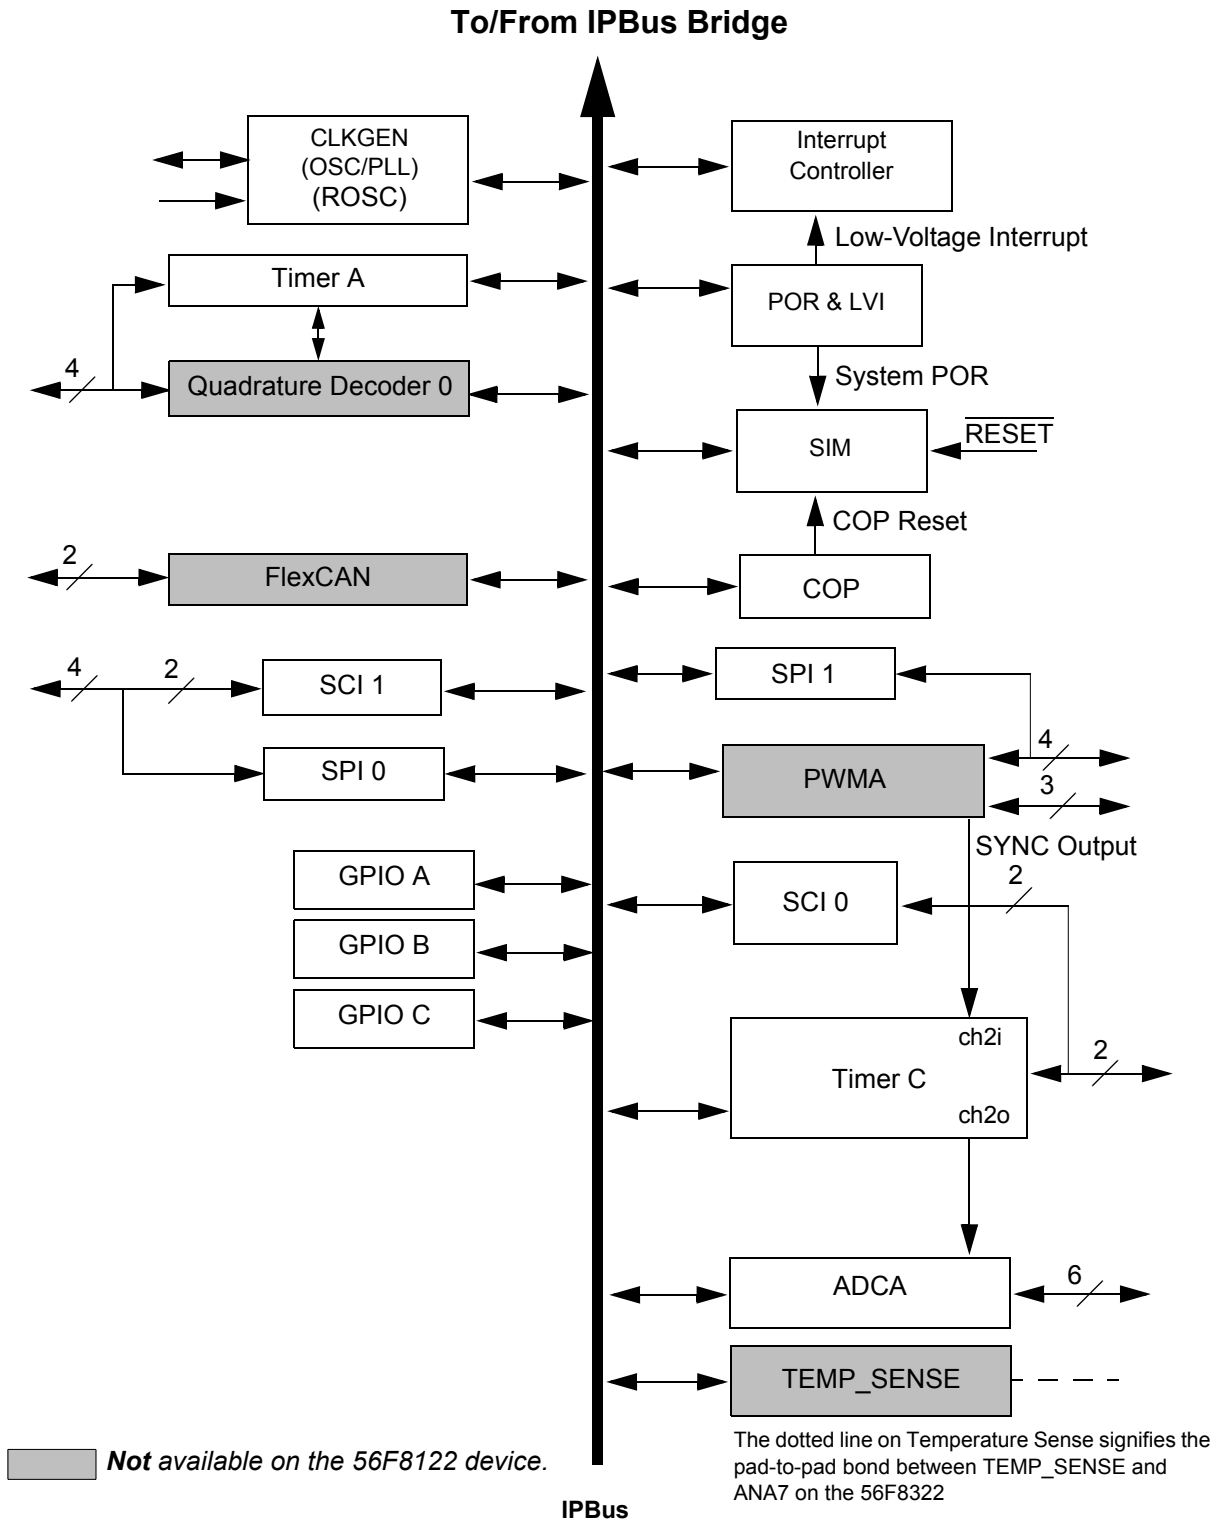 To/From IPBus Bridge
CLKGEN
(OSC/PLL)
(ROSC)
Interrupt
Controller
Low-Voltage Interrupt
Timer A
POR & LVI
4
Quadrature Decoder 0
System POR
SIM
RESET
COP Reset
2
FlexCAN
COP
4
2
SCI 1
SPI 1
SPI 0
4
PWMA
3
SYNC Output
GPIO A
2
SCI 0
GPIO B
GPIO C
ch2i
Timer C
2
ch2o
ADCA
6
TEMP_SENSE
Not available on the 56F8122 device.
The dotted line on Temperature Sense signifies the
pad-to-pad bond between TEMP_SENSE and
ANA7 on the 56F8322
IPBus